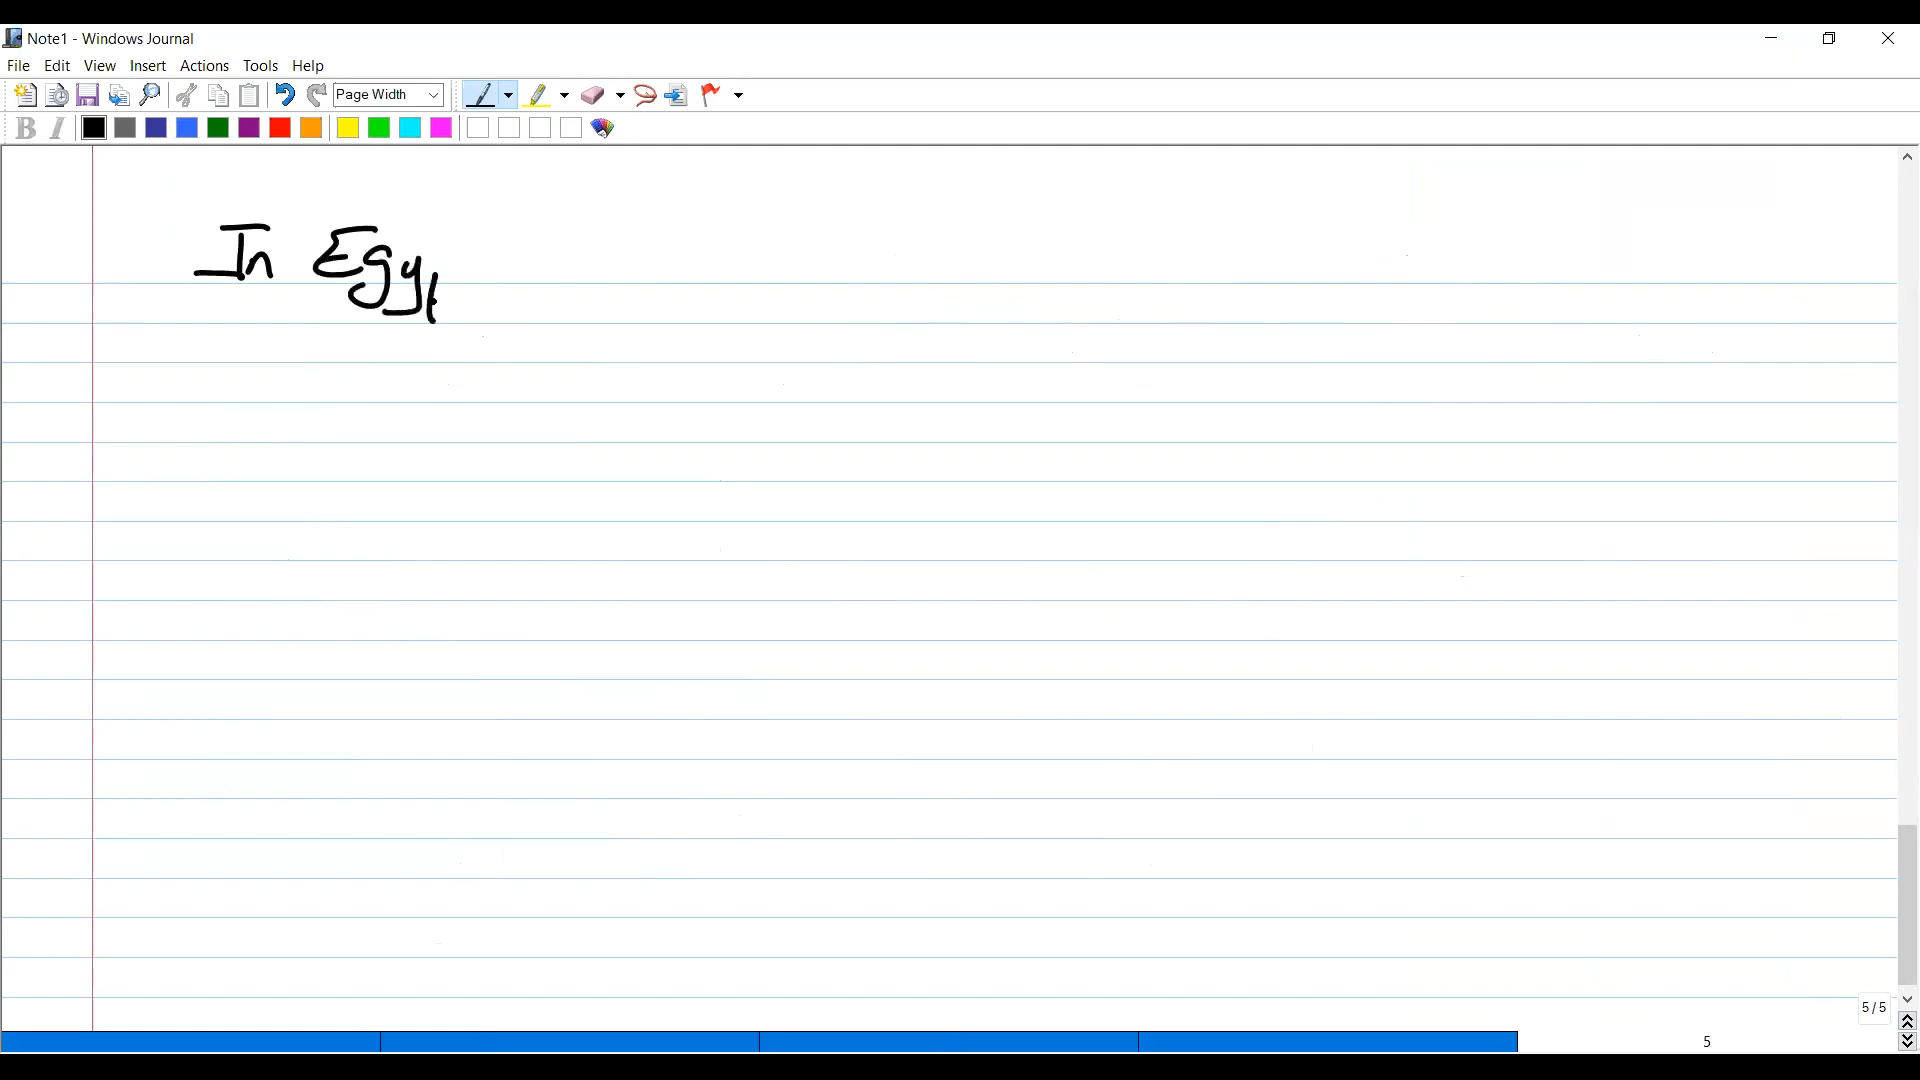 Note1 - Windows Journal
File Edit View Insert Actions Tools Help
Page Width
B I
In Egy
5 / 5
5